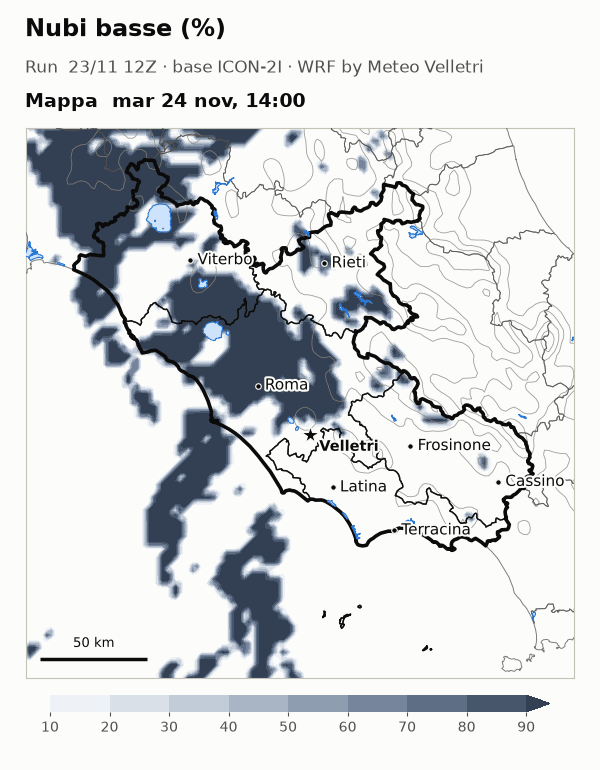 Nubi basse (%)
Run  23/11 12Z · base ICON-2I · WRF by Meteo Velletri
Mappa  mar 24 nov, 14:00
Viterbo
Rieti
Roma
Velletri
Frosinone
Latina
Cassino
Terracina
50 km
10 20 30 40 50 60 70 80 90